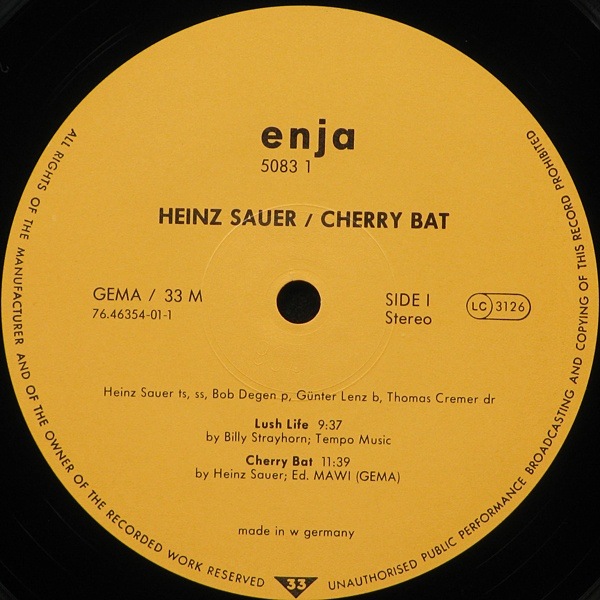 enja
5083 1
HEINZ SAUER / CHERRY BAT
GEMA / 33 M
76.46354-01-1
SIDE I
Stereo
LC 3126
Heinz Sauer ts, ss, Bob Degen p, Günter Lenz b, Thomas Cremer dr
Lush Life 9:37
by Billy Strayhorn; Tempo Music
Cherry Bat 11:39
by Heinz Sauer; Ed. MAWI (GEMA)
made in w germany
ALL RIGHTS OF THE MANUFACTURER AND OF THE OWNER OF THE RECORDED WORK RESERVED
33
UNAUTHORISED PUBLIC PERFORMANCE BROADCASTING AND COPYING OF THIS RECORD PROHIBITED